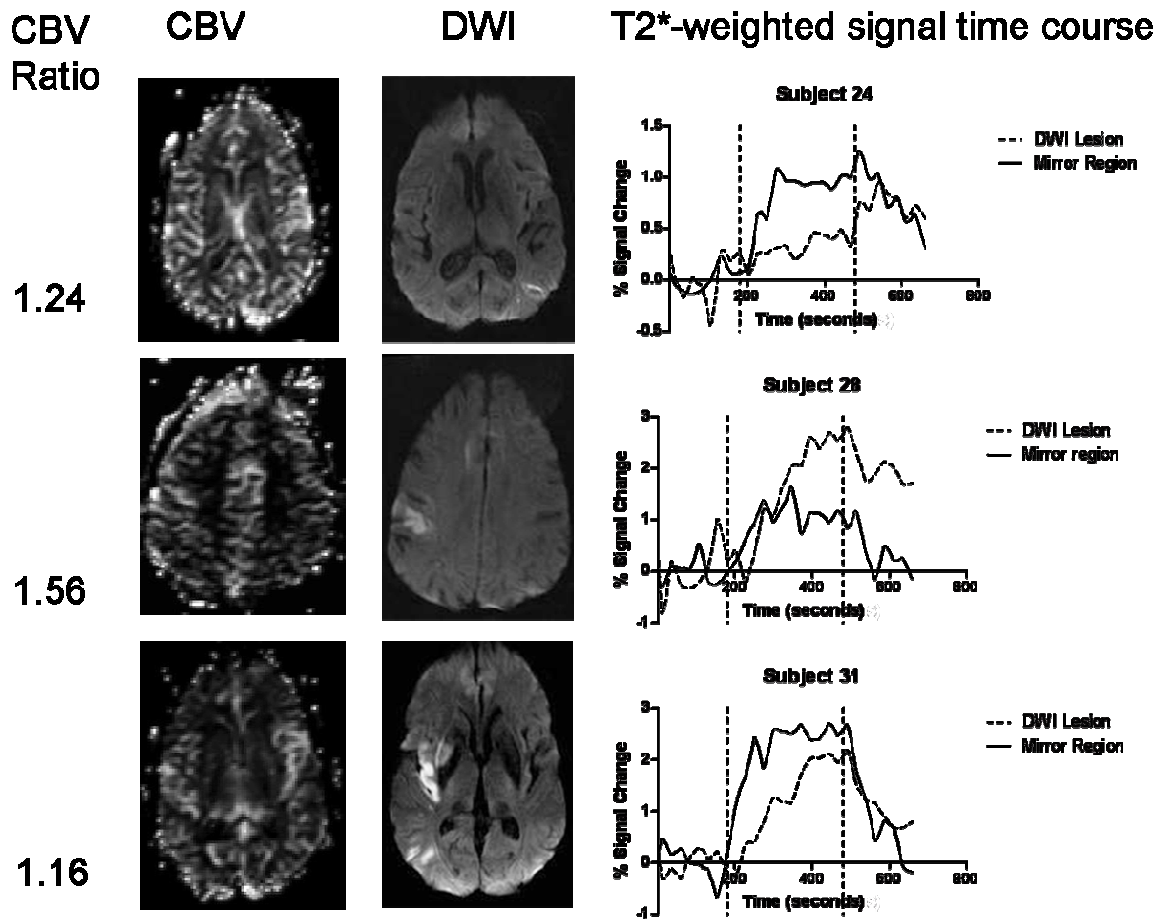 CBV Ratio
CBV
DWI
T2*-weighted signal time course
1.24
Subject 24
% Signal Change
1.5
1.0
0.5
0.0
-0.5
200
400
600
800
Time (seconds)
DWI Lesion
Mirror Region
1.56
Subject 28
% Signal Change
3
2
1
0
-1
200
400
600
800
Time (seconds)
DWI Lesion
Mirror region
1.16
Subject 31
% Signal Change
3
2
1
0
-1
200
400
600
800
Time (seconds)
DWI Lesion
Mirror Region